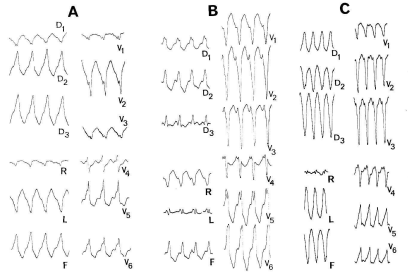 A B C
D1 V1 D1 V1 D1 V1
D2 V2 D2 V2 D2 V2
D3 V3 D3 V3 D3 V3
R V4 R V4 R V4
L V5 L V5 L V5
F V6 F V6 F V6